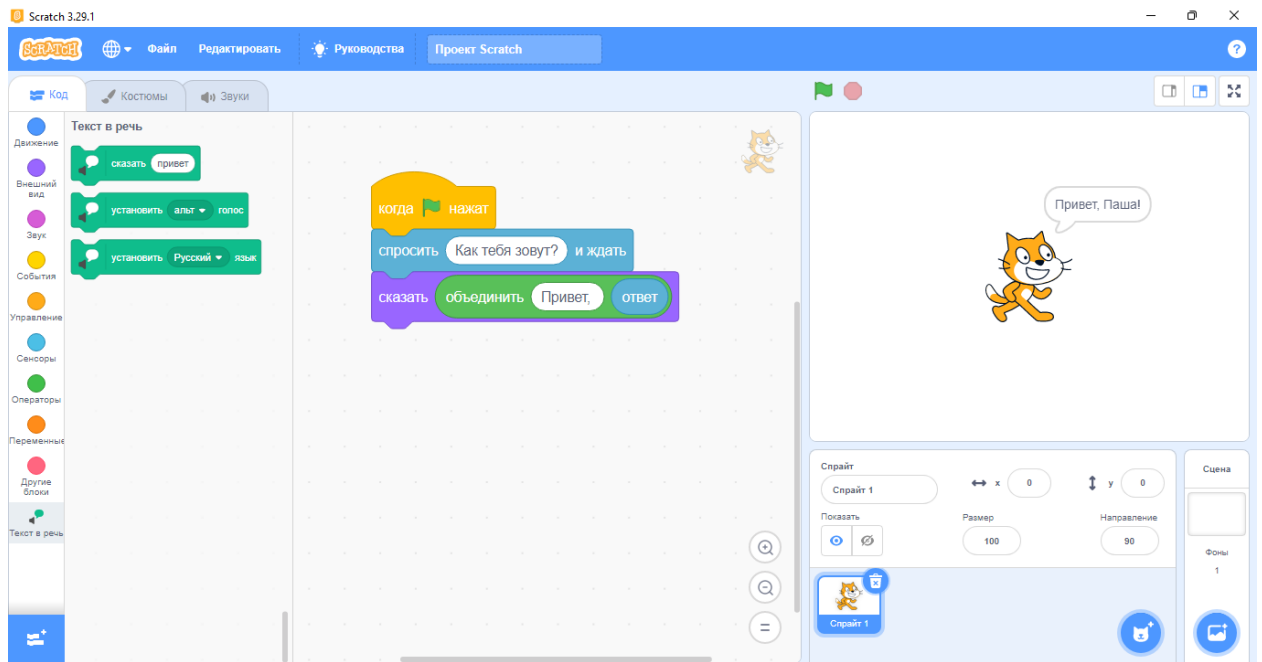 Scratch 3.29.1
SCRATCH Файл Редактировать Руководства Проект Scratch ?
Код Костюмы Звуки
Движение
Внешний
вид
Звук
События
Управление
Сенсоры
Операторы
Переменные
Другие
блоки
Текст в речь
Текст в речь
сказать привет
установить альт голос
установить Русский язык
когда нажат
спросить Как тебя зовут? и ждать
сказать объединить Привет, ответ
Привет, Паша!
Спрайт
Спрайт 1 x 0 y 0
Показать Размер Направление
100 90
Спрайт 1
Сцена
Фоны
1